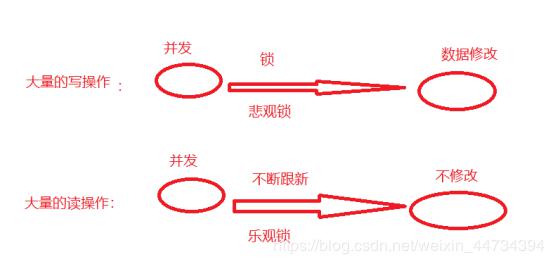 并发
锁
数据修改
大量的写操作 ：
悲观锁
并发
不断跟新
不修改
大量的读操作：
乐观锁
https://blog.csdn.net/weixin_44734394